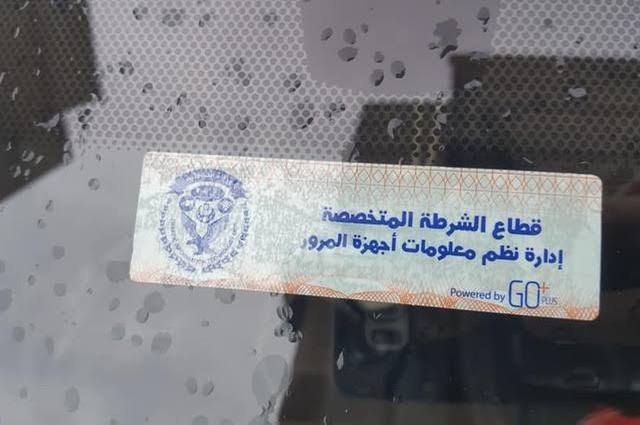 قطاع الشرطة المتخصصة
إدارة نظم معلومات أجهزة المرور
Powered by GO+ PLUS